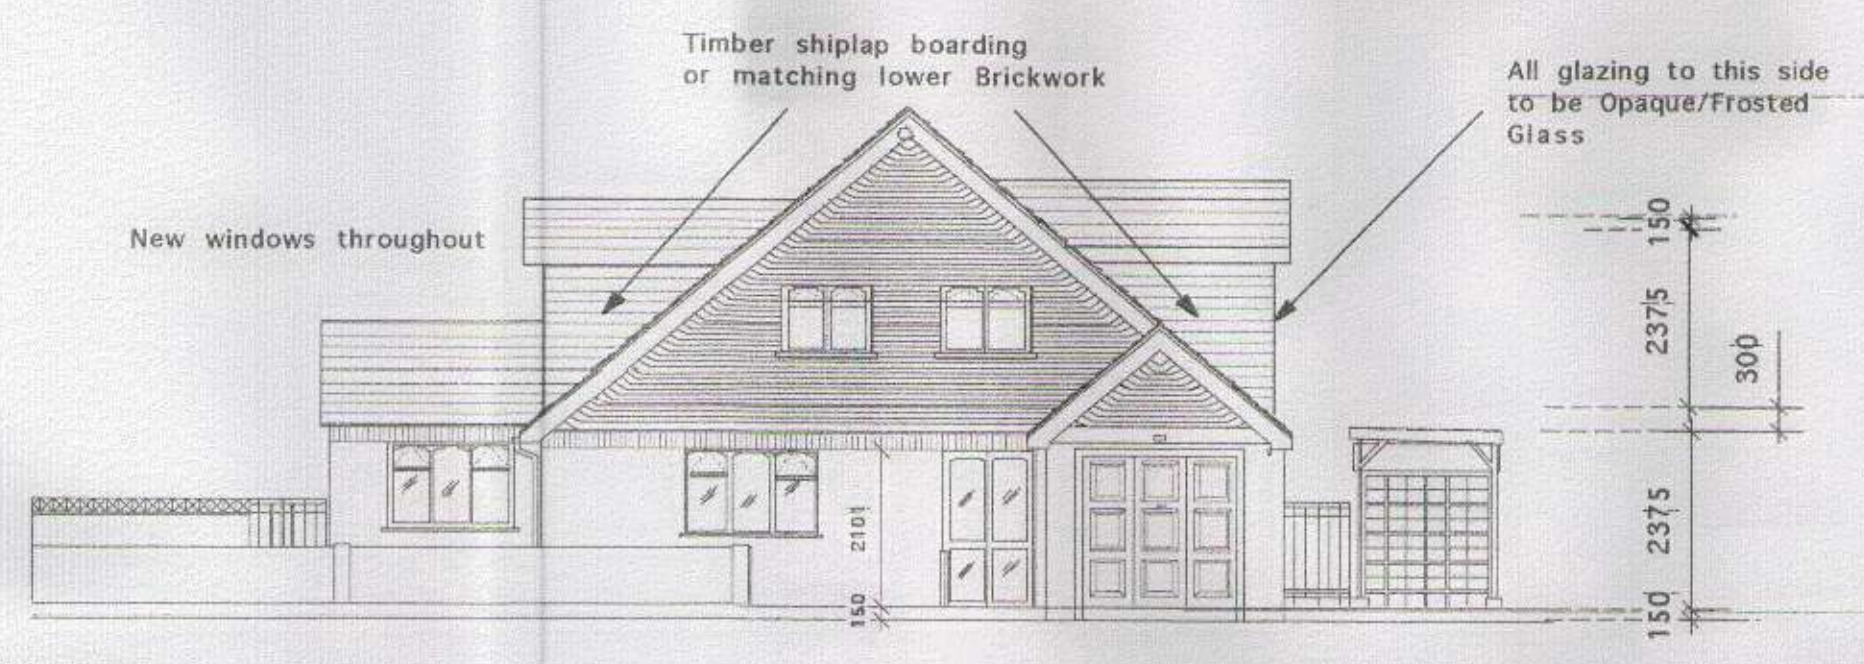 Timber shiplap boarding
or matching lower Brickwork
All glazing to this side
to be Opaque/Frosted
Glass
New windows throughout
150
2375
300
2101
2375
150
150